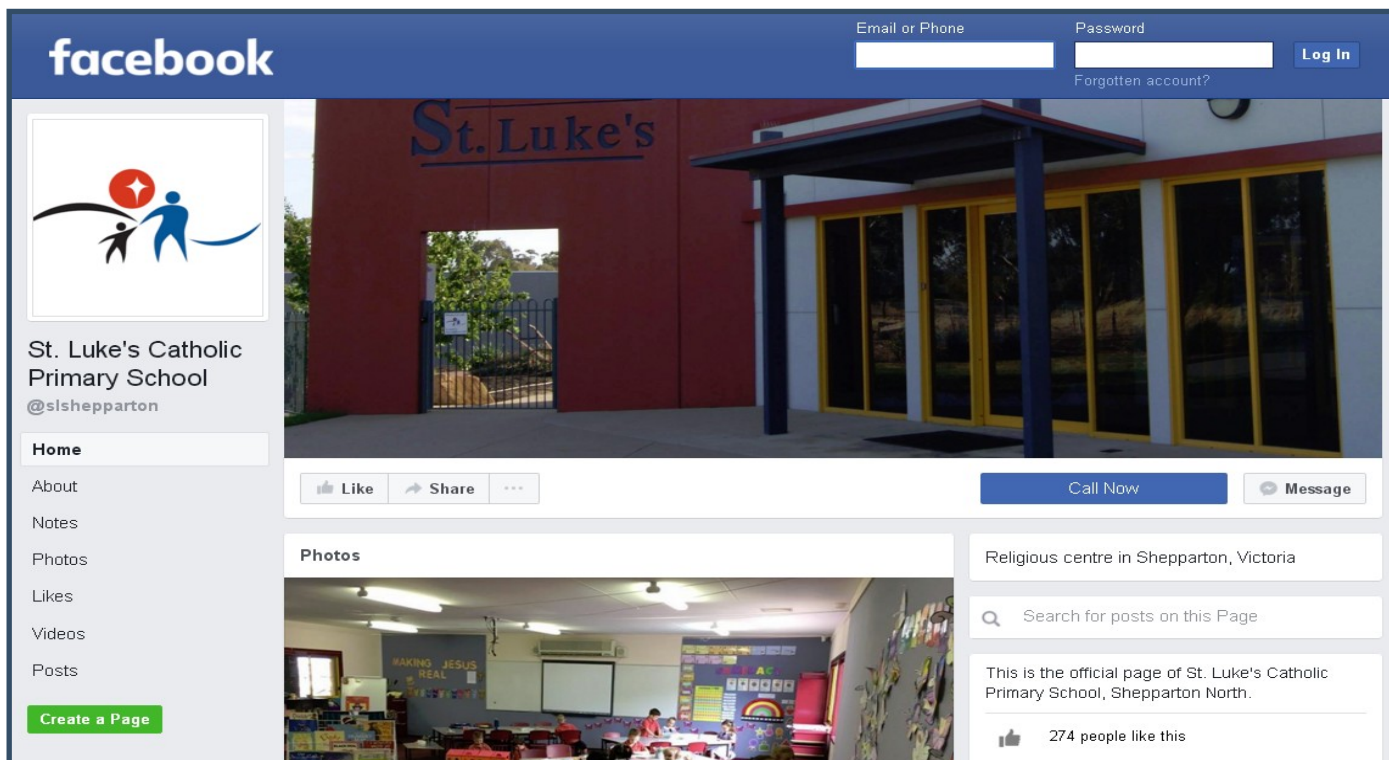 facebook
Email or Phone
Password
Log In
Forgotten account?
St. Luke's
St. Luke's Catholic
Primary School
@slshepparton
Home
About
Notes
Photos
Likes
Videos
Posts
Create a Page
Like
Share
Call Now
Message
Photos
MAKING JESUS
REAL
Religious centre in Shepparton, Victoria
Search for posts on this Page
This is the official page of St. Luke's Catholic
Primary School, Shepparton North.
274 people like this